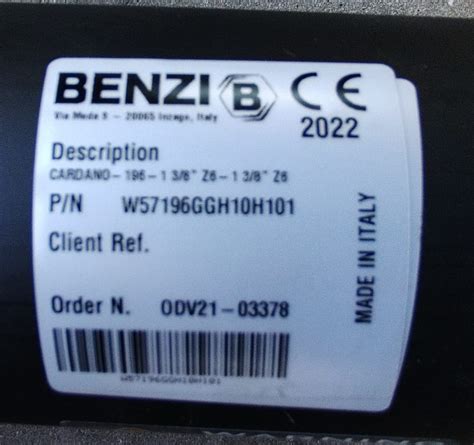 BENZI B CE
Via Meda 9 - 20065 Inzago, Italy
2022
Description
CARDANO- 196 - 1 3/8" Z6 - 1 3/8" Z6
P/N W57196GGH10H101
Client Ref.
Order N. ODV21-03378
W57196GGH10H101
MADE IN ITALY